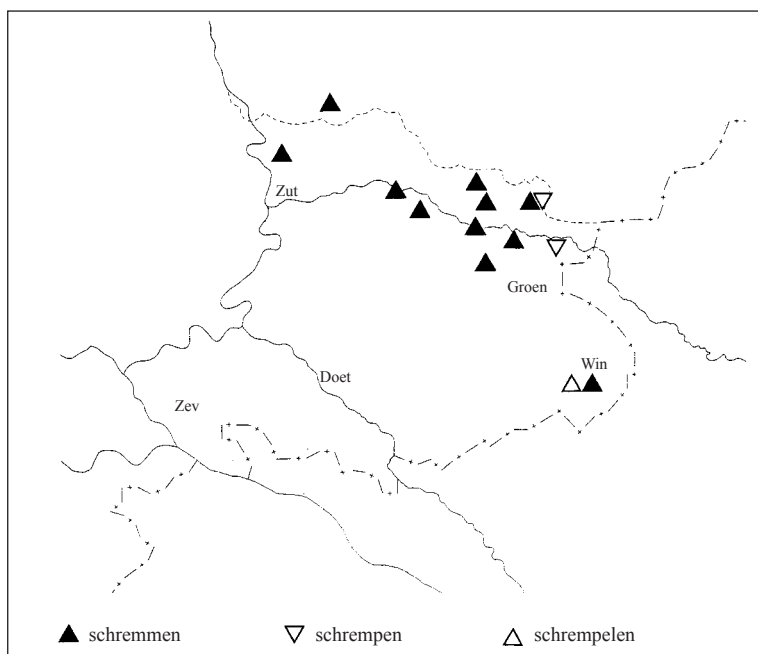 Zut
Groen
Win
Doet
Zev
schremmen schrempen schrempelen